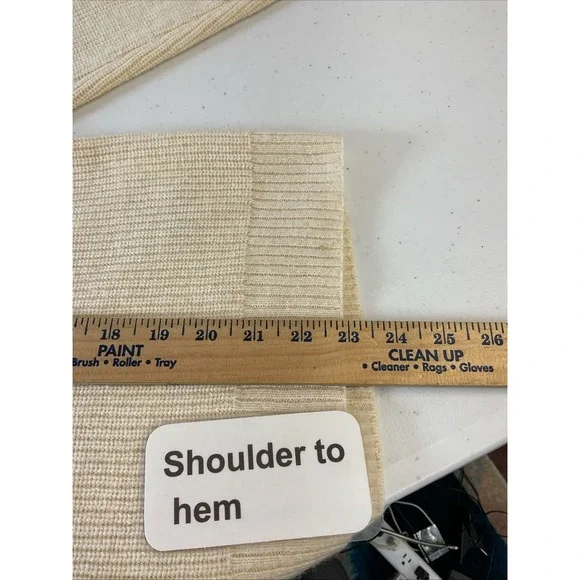 18 19 20 21 22 23 24 25 26
PAINT CLEAN UP
Brush • Roller • Tray • Cleaner • Rags • Gloves
Shoulder to
hem